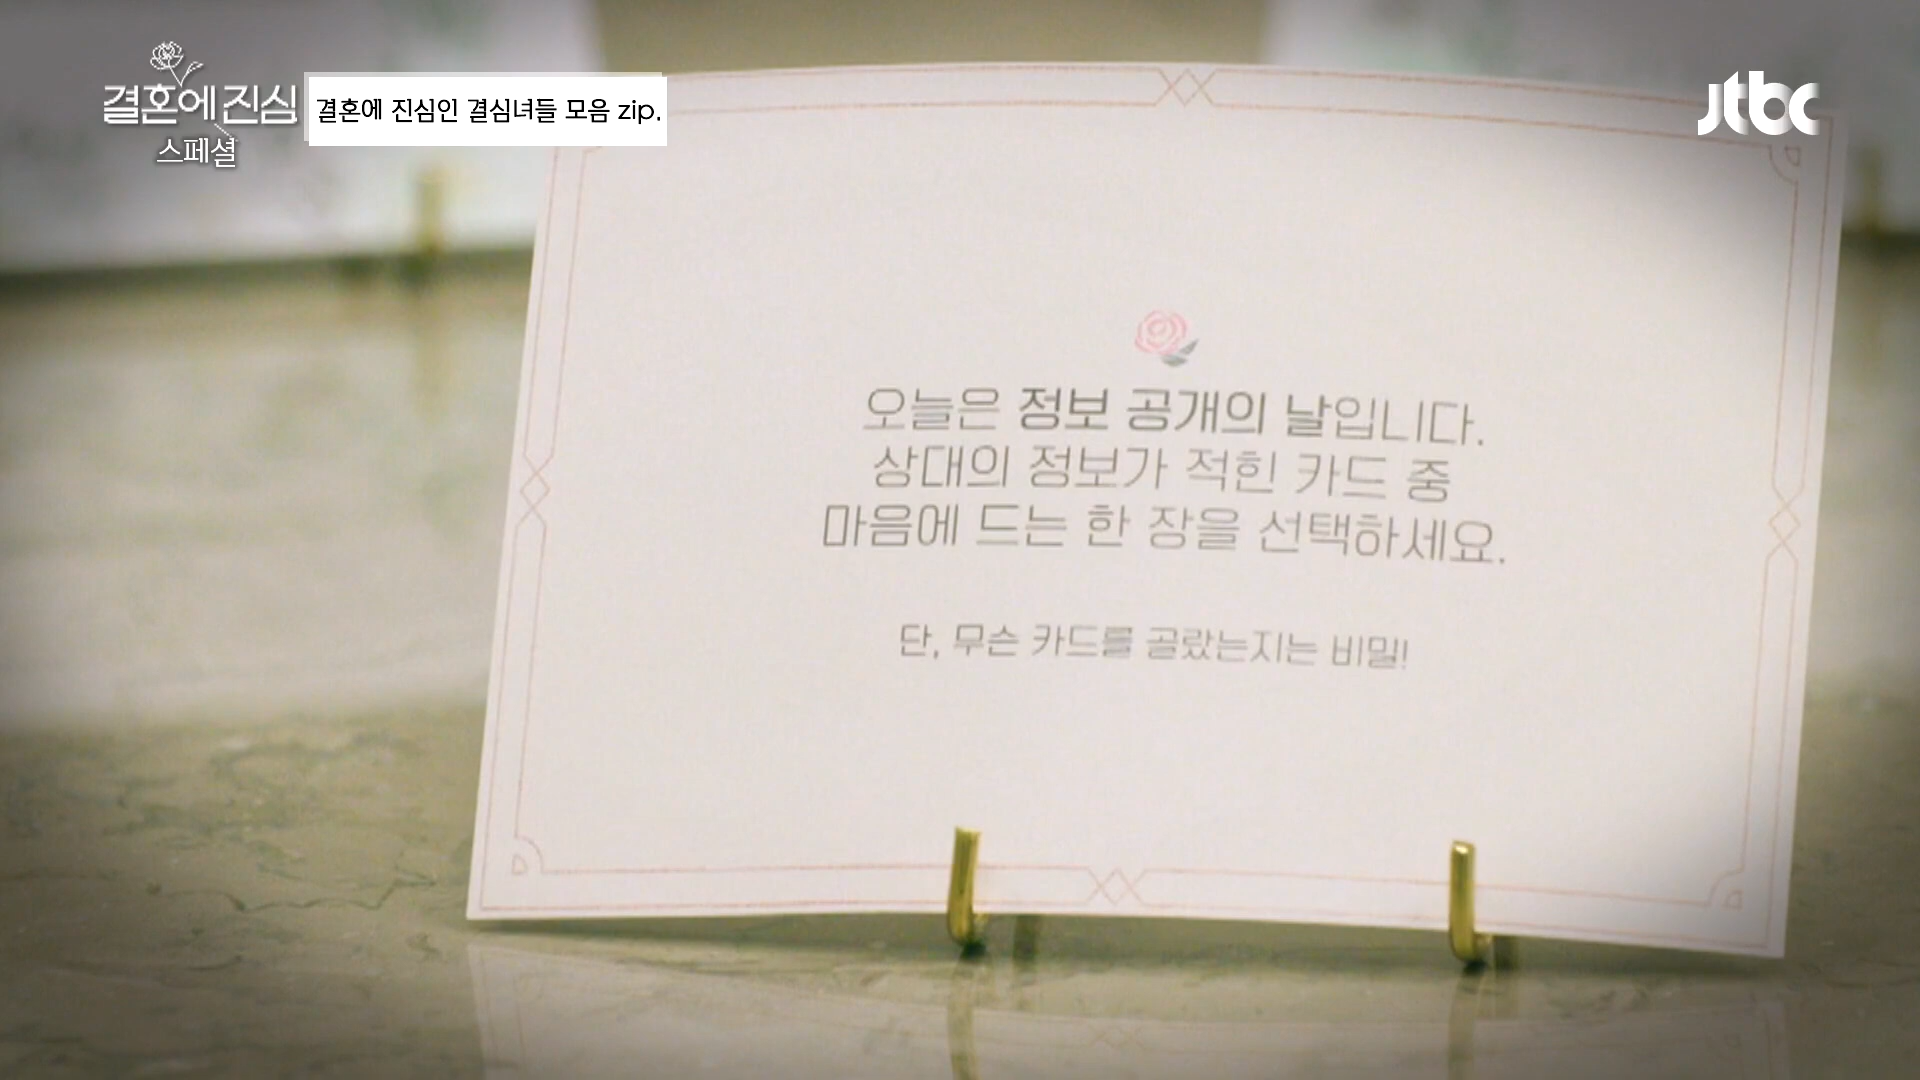 결혼에 진심
스페셜
결혼에 진심인 결심녀들 모음 zip.
jtbc
오늘은 정보 공개의 날입니다.
상대의 정보가 적힌 카드 중
마음에 드는 한 장을 선택하세요.
단, 무슨 카드를 골랐는지는 비밀!